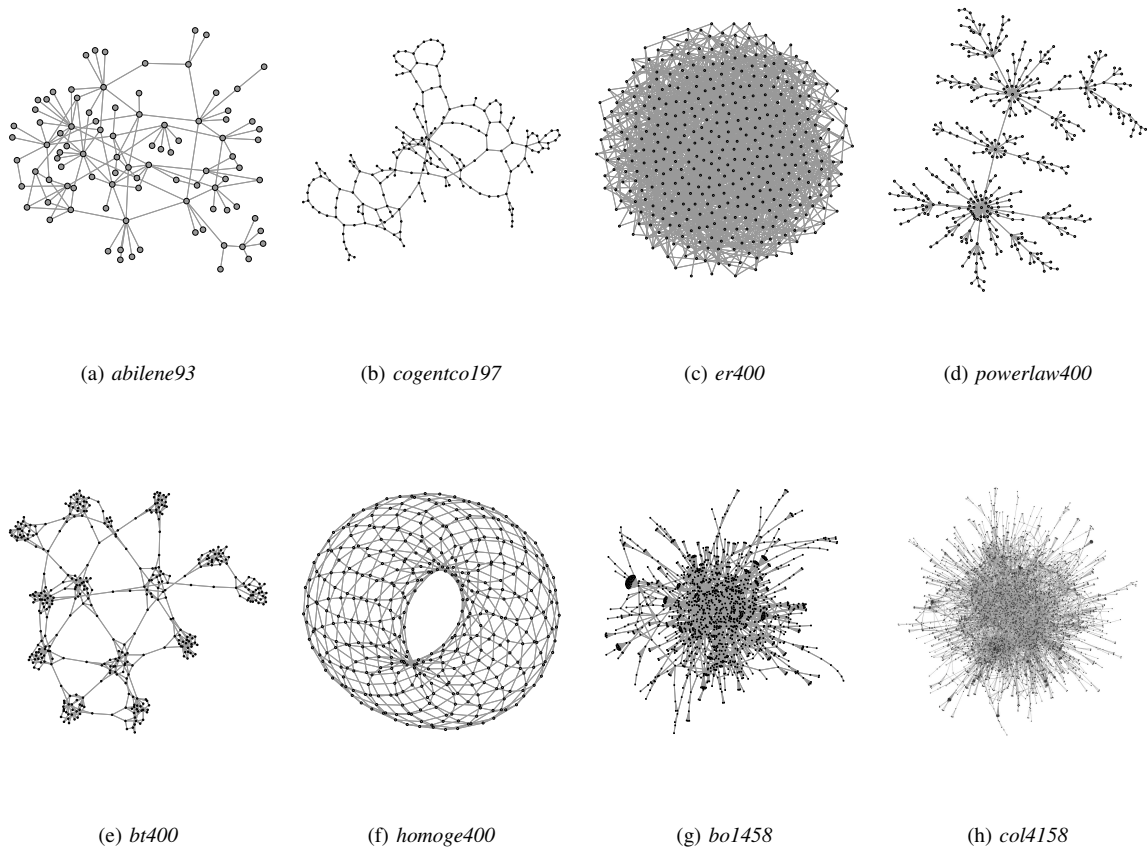 (a) abilene93
(b) cogentco197
(c) er400
(d) powerlaw400
(e) bt400
(f) homoge400
(g) bo1458
(h) col4158